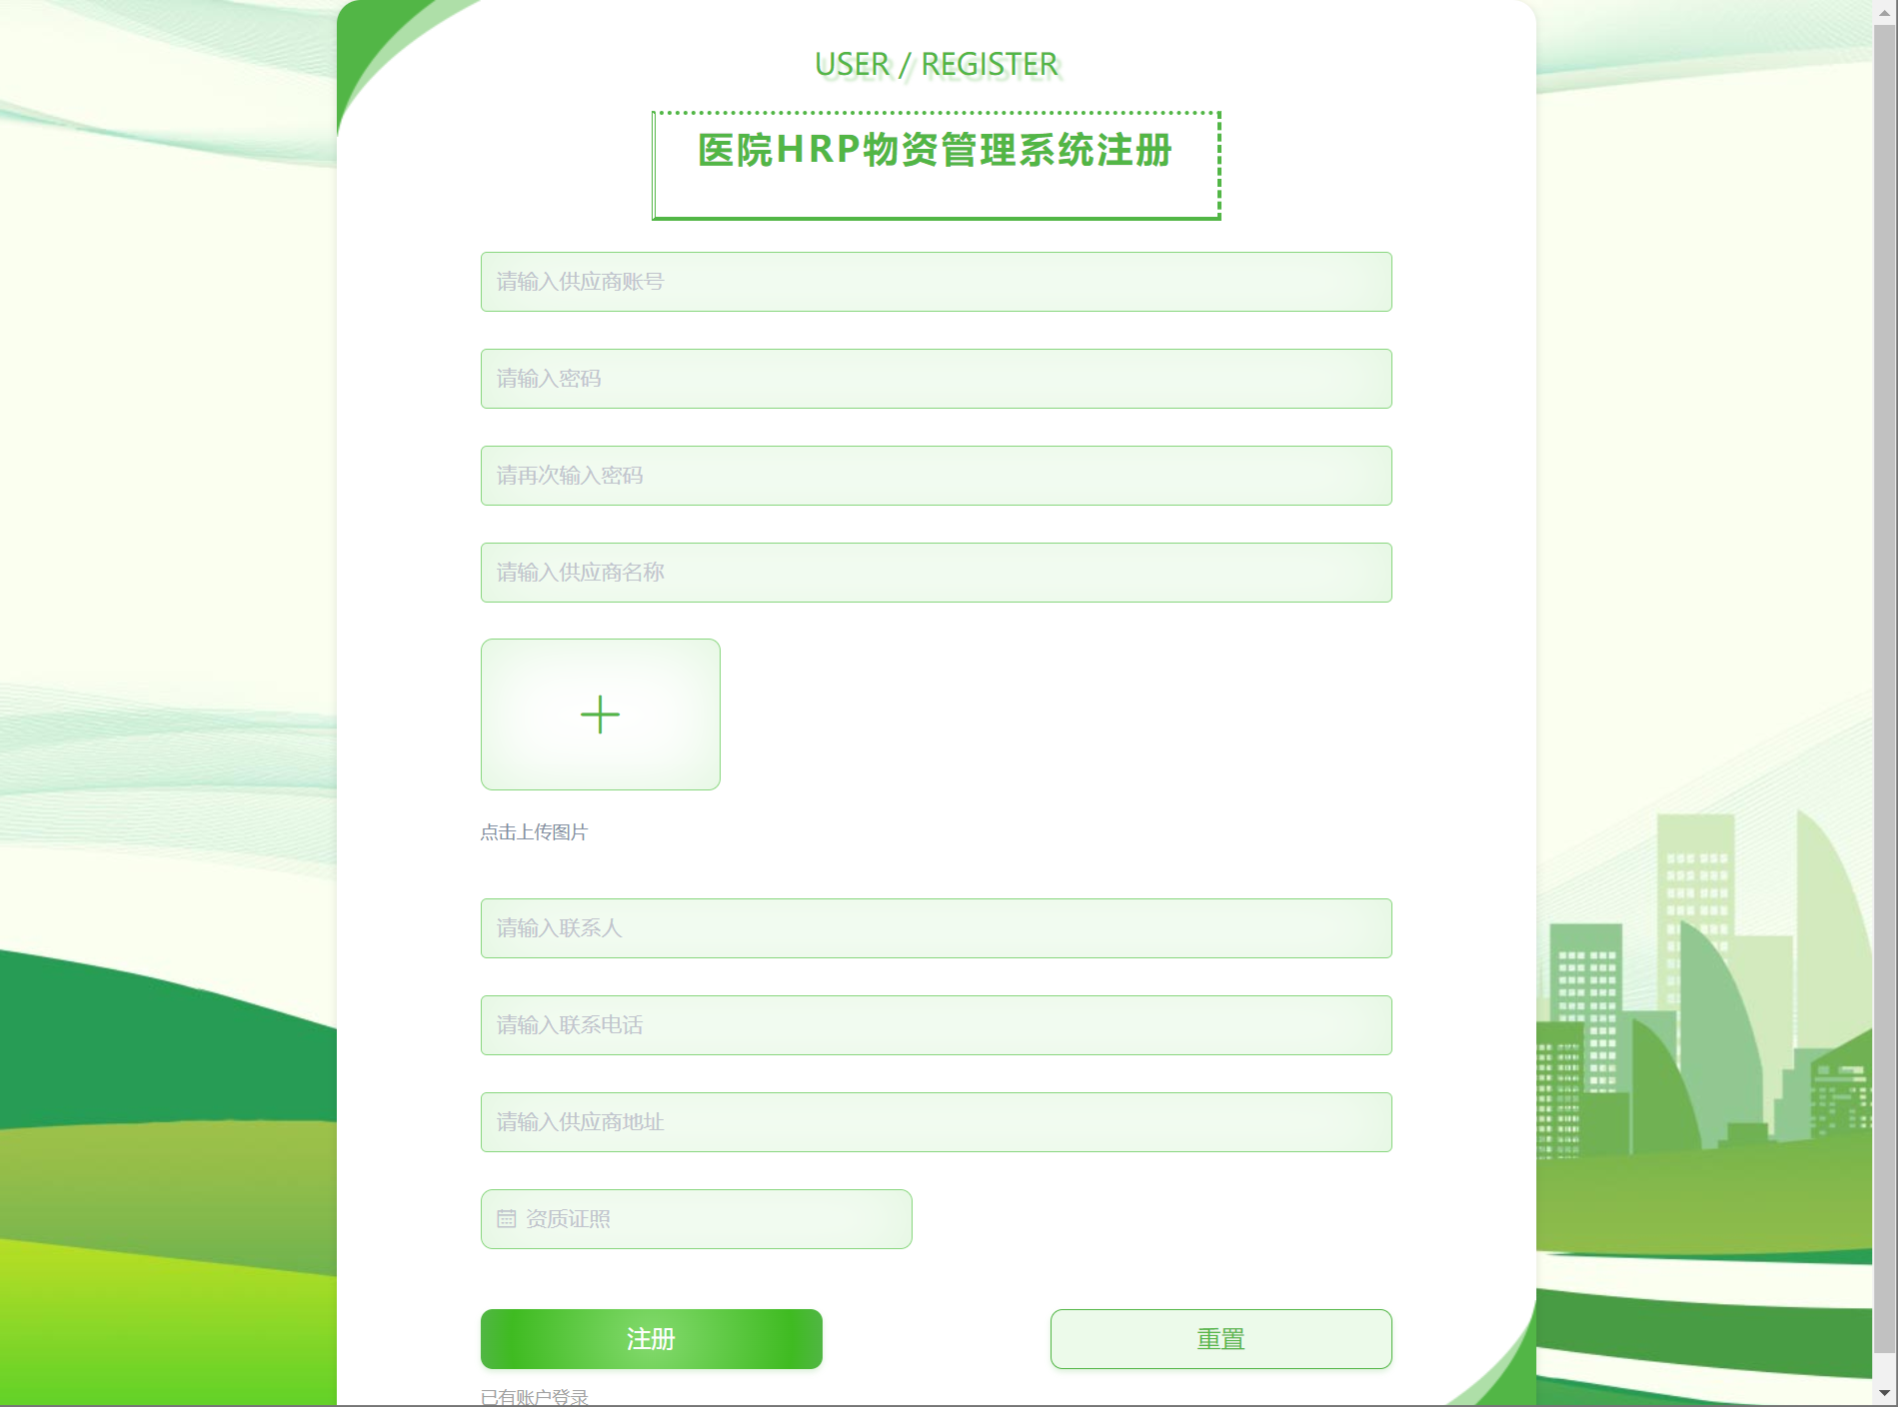 USER / REGISTER
医院HRP物资管理系统注册
请输入供应商账号
请输入密码
请再次输入密码
请输入供应商名称
点击上传图片
请输入联系人
请输入联系电话
请输入供应商地址
资质证照
注册
重置
已有账户登录